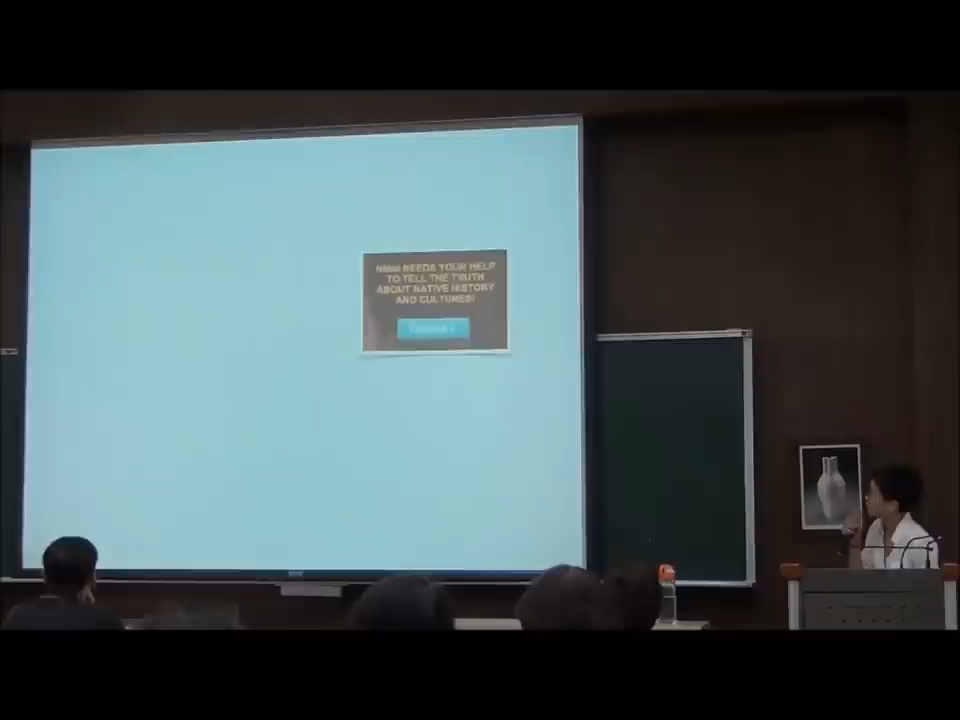 NMAI NEEDS YOUR HELP
TO TELL THE TRUTH
ABOUT NATIVE HISTORY
AND CULTURES!